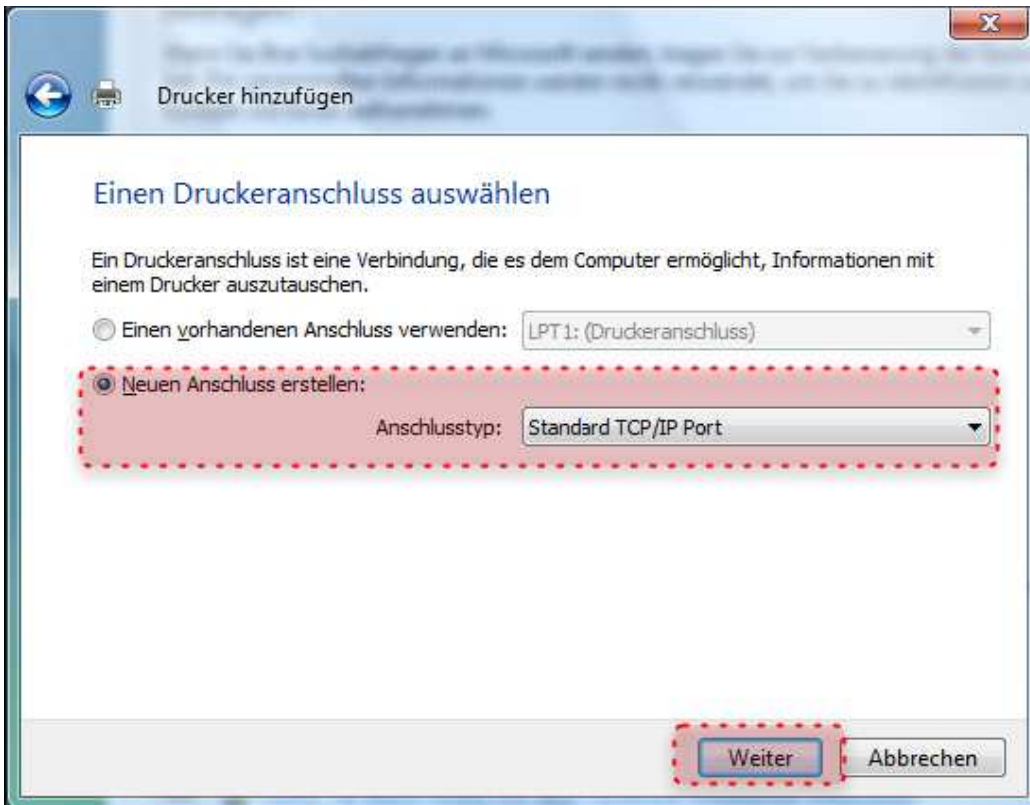 Drucker hinzufügen
Einen Druckeranschluss auswählen
Ein Druckeranschluss ist eine Verbindung, die es dem Computer ermöglicht, Informationen mit
einem Drucker auszutauschen.
Einen vorhandenen Anschluss verwenden: LPT1: (Druckeranschluss)
Neuen Anschluss erstellen:
Anschlusstyp: Standard TCP/IP Port
Weiter Abbrechen